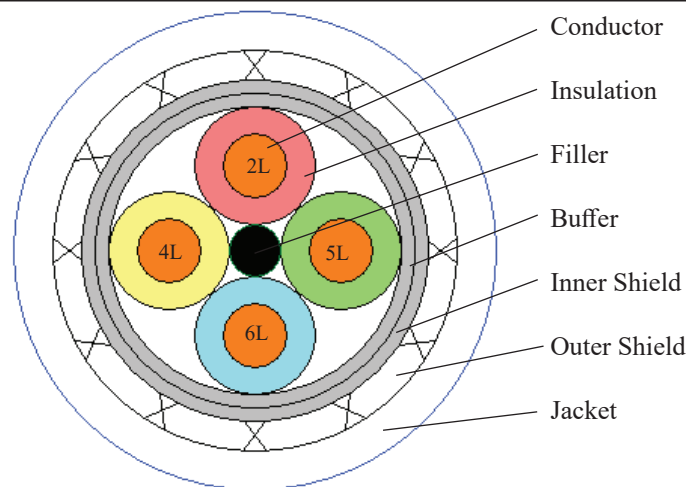 Conductor
Insulation
Filler
Buffer
Inner Shield
Outer Shield
Jacket
2L
4L
5L
6L